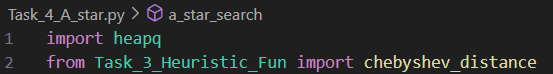 Task_4_A_star.py > a_star_search
1 import heapq
2 from Task_3_Heuristic_Fun import chebyshev_distance